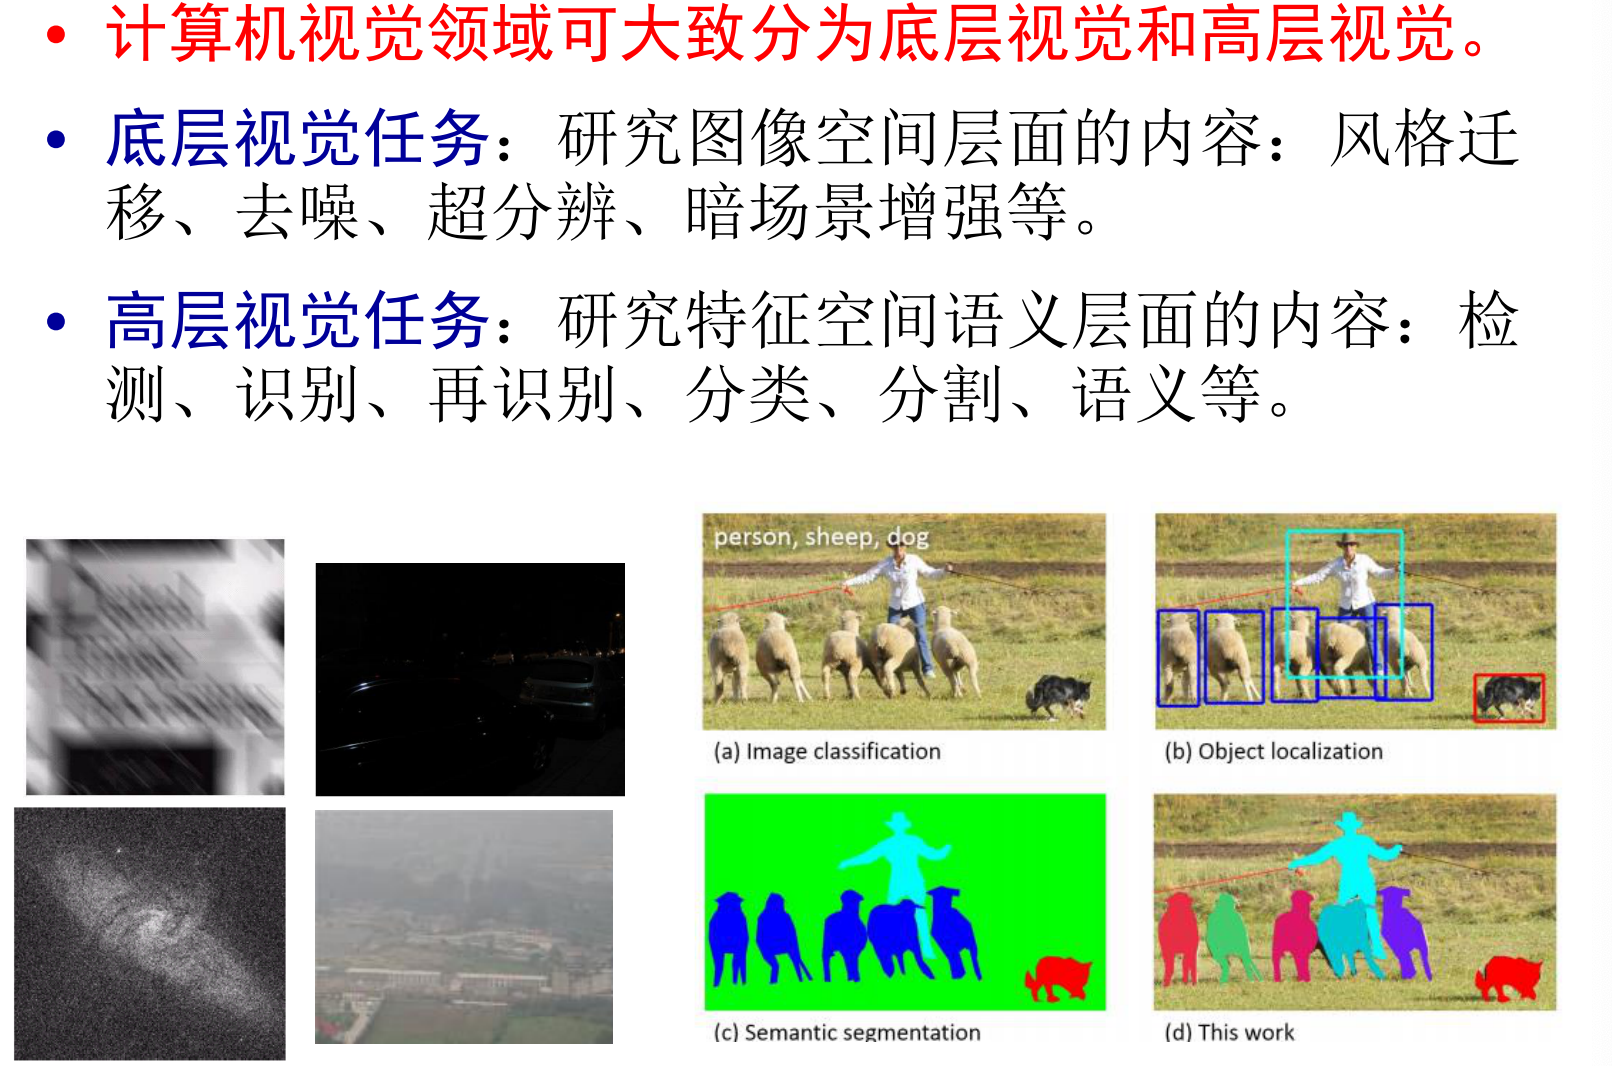 • 计算机视觉领域可大致分为底层视觉和高层视觉。
• 底层视觉任务：研究图像空间层面的内容：风格迁
移、去噪、超分辨、暗场景增强等。
• 高层视觉任务：研究特征空间语义层面的内容：检
测、识别、再识别、分类、分割、语义等。
person, sheep, dog
(a) Image classification
(b) Object localization
(c) Semantic segmentation
(d) This work